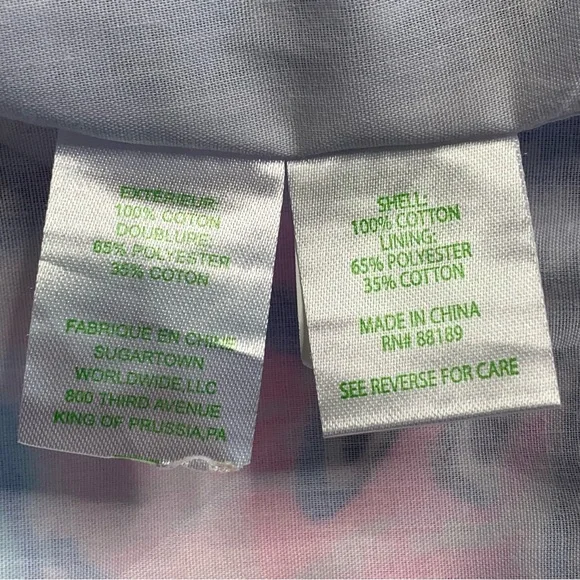 EXTERIEUR:
100% COTON
DOUBLURE:
65% POLYESTER
35% COTON
FABRIQUE EN CHINE
SUGARTOWN
WORLDWIDE,LLC
800 THIRD AVENUE
KING OF PRUSSIA,PA
SHELL:
100% COTTON
LINING:
65% POLYESTER
35% COTTON
MADE IN CHINA
RN# 88189
SEE REVERSE FOR CARE